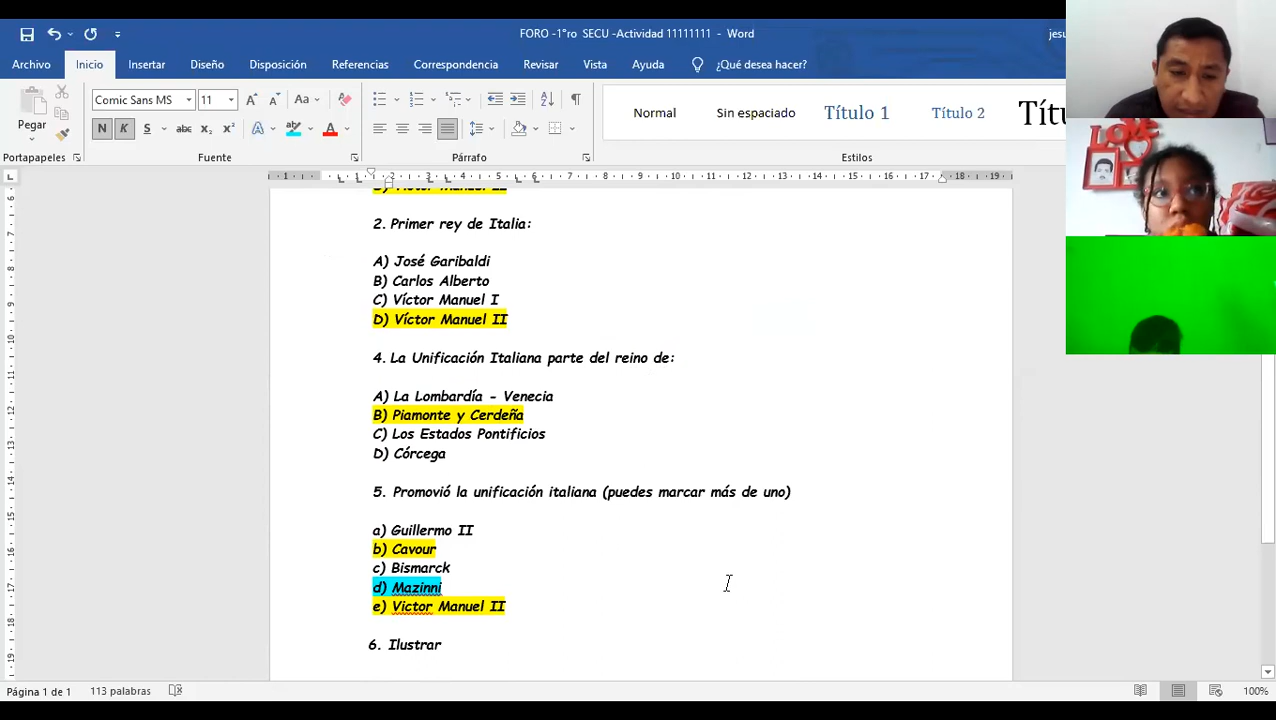 FORO -1°ro SECU -Actividad 11111111 - Word
jesu
Archivo Inicio Insertar Diseño Disposición Referencias Correspondencia Revisar Vista Ayuda ¿Qué desea hacer?
Pegar
Comic Sans MS 11
Normal Sin espaciado Título 1 Título 2 Títu
Portapapeles Fuente Párrafo Estilos
2. Primer rey de Italia:
A) José Garibaldi
B) Carlos Alberto
C) Víctor Manuel I
D) Víctor Manuel II
4. La Unificación Italiana parte del reino de:
A) La Lombardía - Venecia
B) Piamonte y Cerdeña
C) Los Estados Pontificios
D) Córcega
5. Promovió la unificación italiana (puedes marcar más de uno)
a) Guillermo II
b) Cavour
c) Bismarck
d) Mazinni
e) Victor Manuel II
6. Ilustrar
Página 1 de 1 113 palabras 100%
LOVE